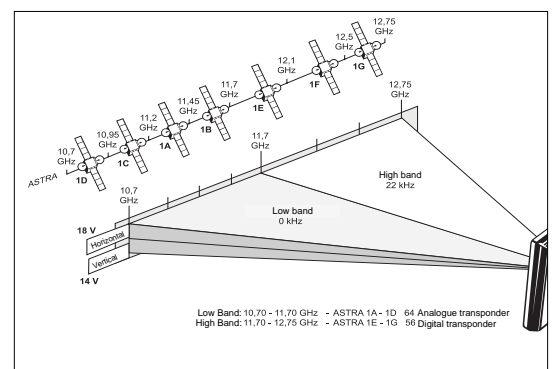 12,75
GHz
12,5
GHz
1G
12,1
GHz
1F
11,7
GHz
1E
11,45
GHz
1B
11,2
GHz
1A
10,95
GHz
1C
10,7
GHz
1D
ASTRA
12,75
GHz
11,7
GHz
10,7
GHz
High band
22 kHz
Low band
0 kHz
18 V
Horizontal
Vertical
14 V
Low Band: 10,70 - 11,70 GHz - ASTRA 1A - 1D 64 Analogue transponder
High Band: 11,70 - 12,75 GHz - ASTRA 1E - 1G 56 Digital transponder